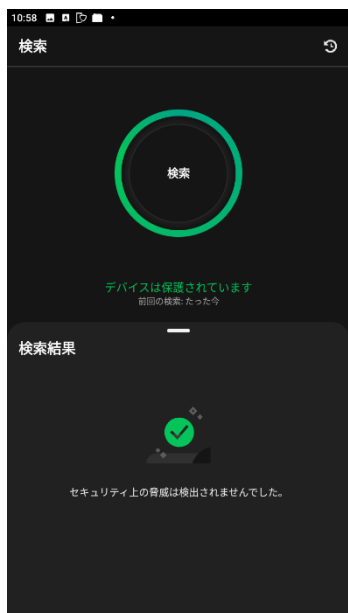 10:58
検索
検索
デバイスは保護されています
前回の検索: たった今
検索結果
セキュリティ上の脅威は検出されませんでした。